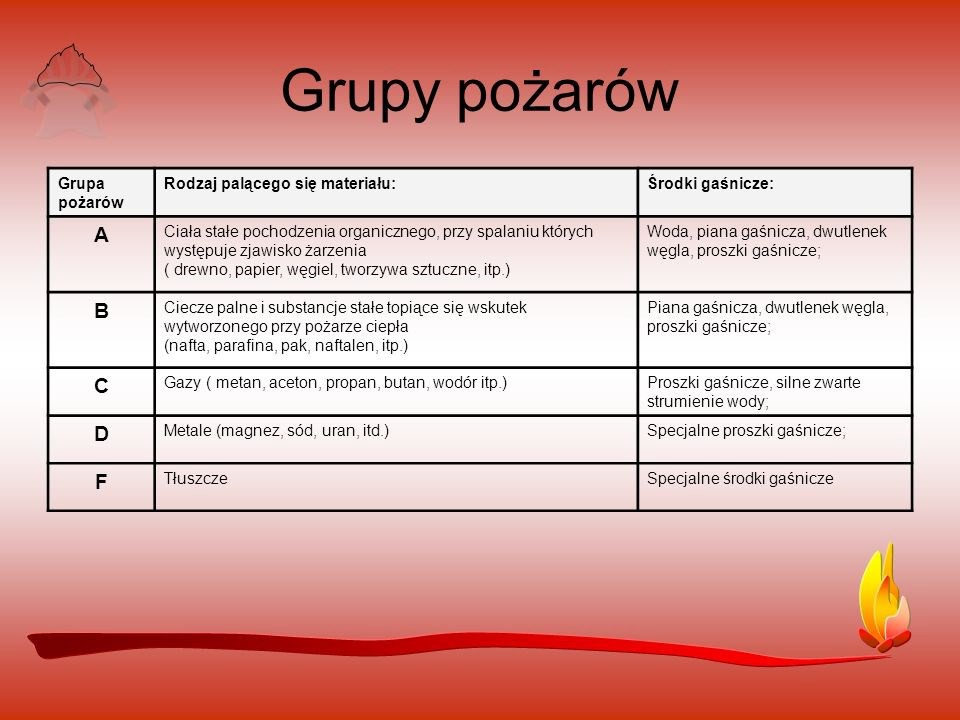 Grupy pożarów
Grupa
pożarów
Rodzaj palącego się materiału:
Środki gaśnicze:
A
Ciała stałe pochodzenia organicznego, przy spalaniu których
występuje zjawisko żarzenia
( drewno, papier, węgiel, tworzywa sztuczne, itp.)
Woda, piana gaśnicza, dwutlenek
węgla, proszki gaśnicze;
B
Ciecze palne i substancje stałe topiące się wskutek
wytworzonego przy pożarze ciepła
(nafta, parafina, pak, naftalen, itp.)
Piana gaśnicza, dwutlenek węgla,
proszki gaśnicze;
C
Gazy ( metan, aceton, propan, butan, wodór itp.)
Proszki gaśnicze, silne zwarte
strumienie wody;
D
Metale (magnez, sód, uran, itd.)
Specjalne proszki gaśnicze;
F
Tłuszcze
Specjalne środki gaśnicze